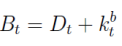 B_t = D_t + k_t^b